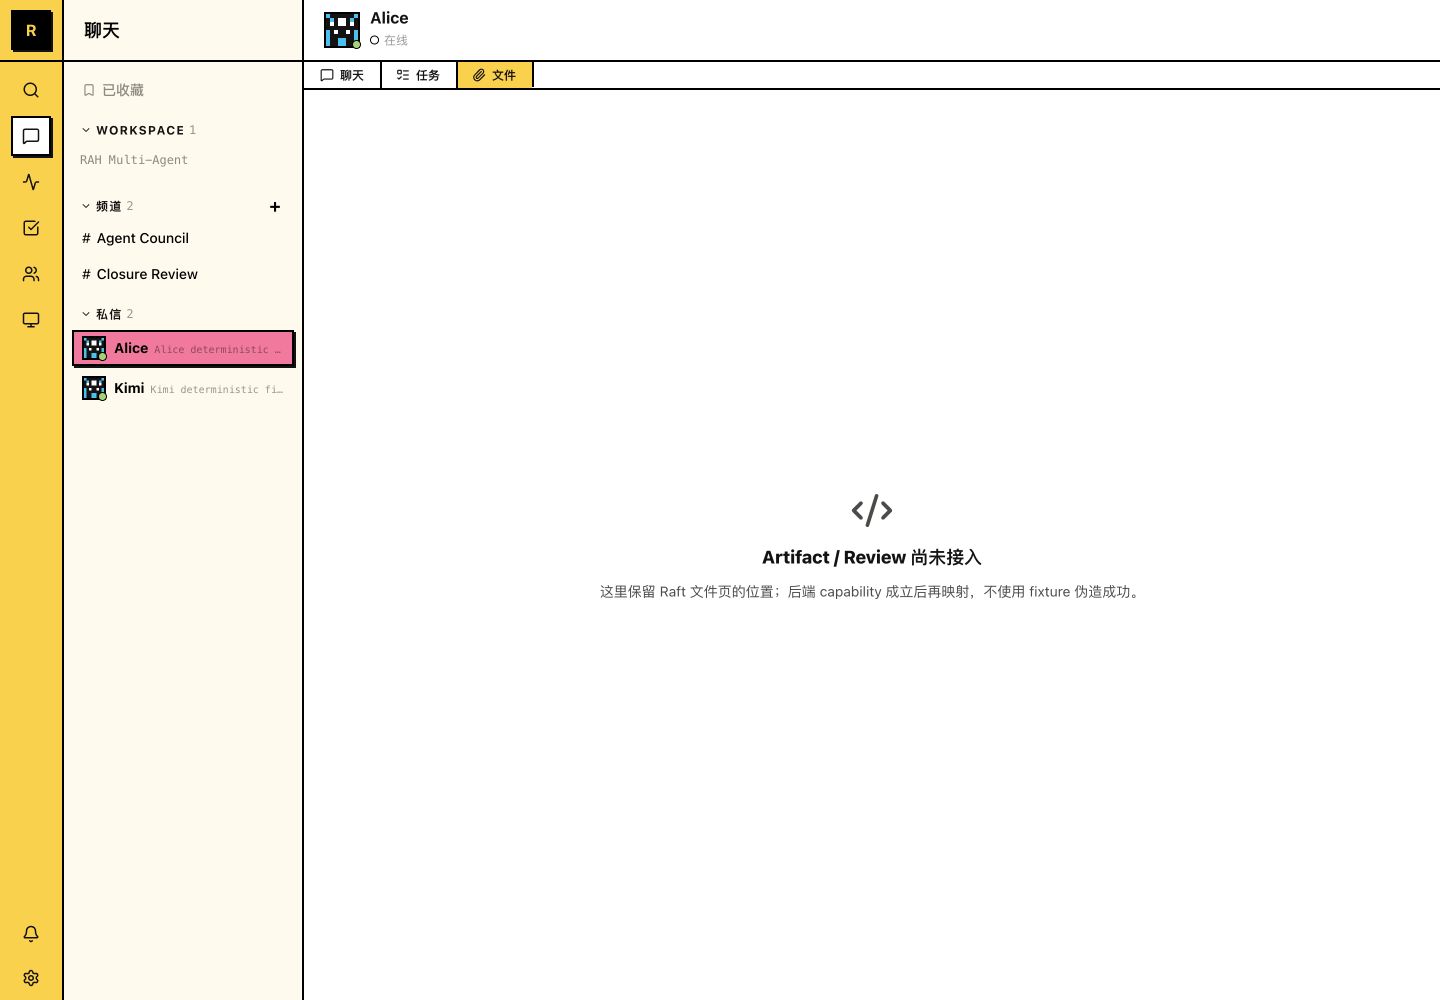 R
聊天
已收藏
WORKSPACE 1
RAH Multi-Agent
频道 2
+
# Agent Council
# Closure Review
私信 2
Alice Alice deterministic …
Kimi Kimi deterministic fi…
Alice
在线
聊天
任务
文件
Artifact / Review 尚未接入
这里保留 Raft 文件页的位置；后端 capability 成立后再映射，不使用 fixture 伪造成功。